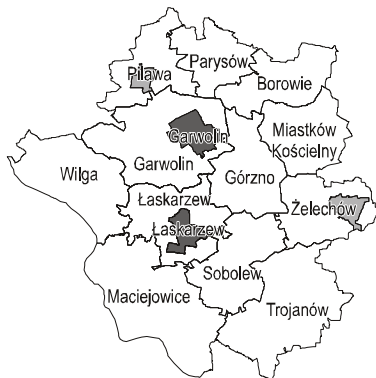 Parysów
Pilawa
Borowie
Garwolin
Miastków
Kościelny
Garwolin
Wilga
Górzno
Łaskarzew
Żelechów
Łaskarzew
Sobolew
Maciejowice
Trojanów